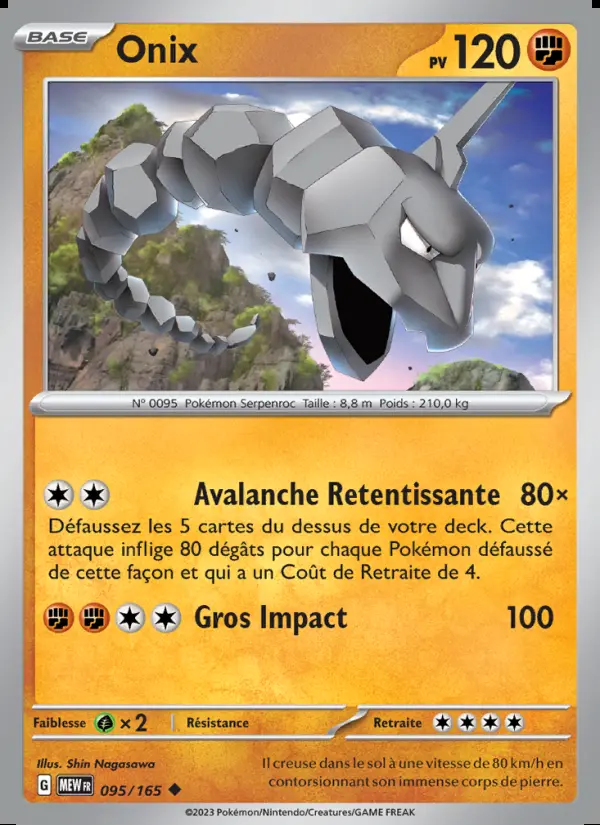 BASE
Onix
PV 120
N° 0095 Pokémon Serpenroc Taille : 8,8 m Poids : 210,0 kg
Avalanche Retentissante 80×
Défaussez les 5 cartes du dessus de votre deck. Cette
attaque inflige 80 dégâts pour chaque Pokémon défaussé
de cette façon et qui a un Coût de Retraite de 4.
Gros Impact 100
Faiblesse ×2 Résistance Retraite
Illus. Shin Nagasawa
Il creuse dans le sol à une vitesse de 80 km/h en
contorsionnant son immense corps de pierre.
G MEW FR 095/165
©2023 Pokémon/Nintendo/Creatures/GAME FREAK